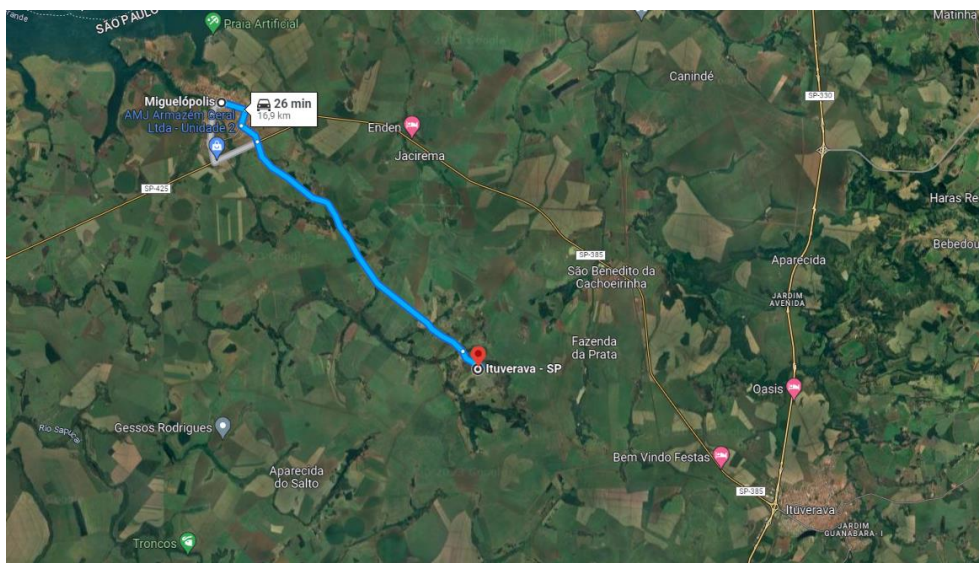 SÃO PAULO
Praia Artificial
Matinha
Canindé
SP-330
Miguelópolis
26 min
16,9 km
AMJ Armazem Geral
Ltda - Unidade 2
Enden
Jacirema
SP-425
Haras Re
Bebedou
SP-385
Aparecida
São Benedito da
Cachoeirinha
JARDIM
AVENIDA
Fazenda
da Prata
Ituverava - SP
Oasis
Gessos Rodrigues
Rio Sapucaí
Bem Vindo Festas
Aparecida
do Salto
SP-385
Ituverava
JARDIM
GUANABARA I
Troncos